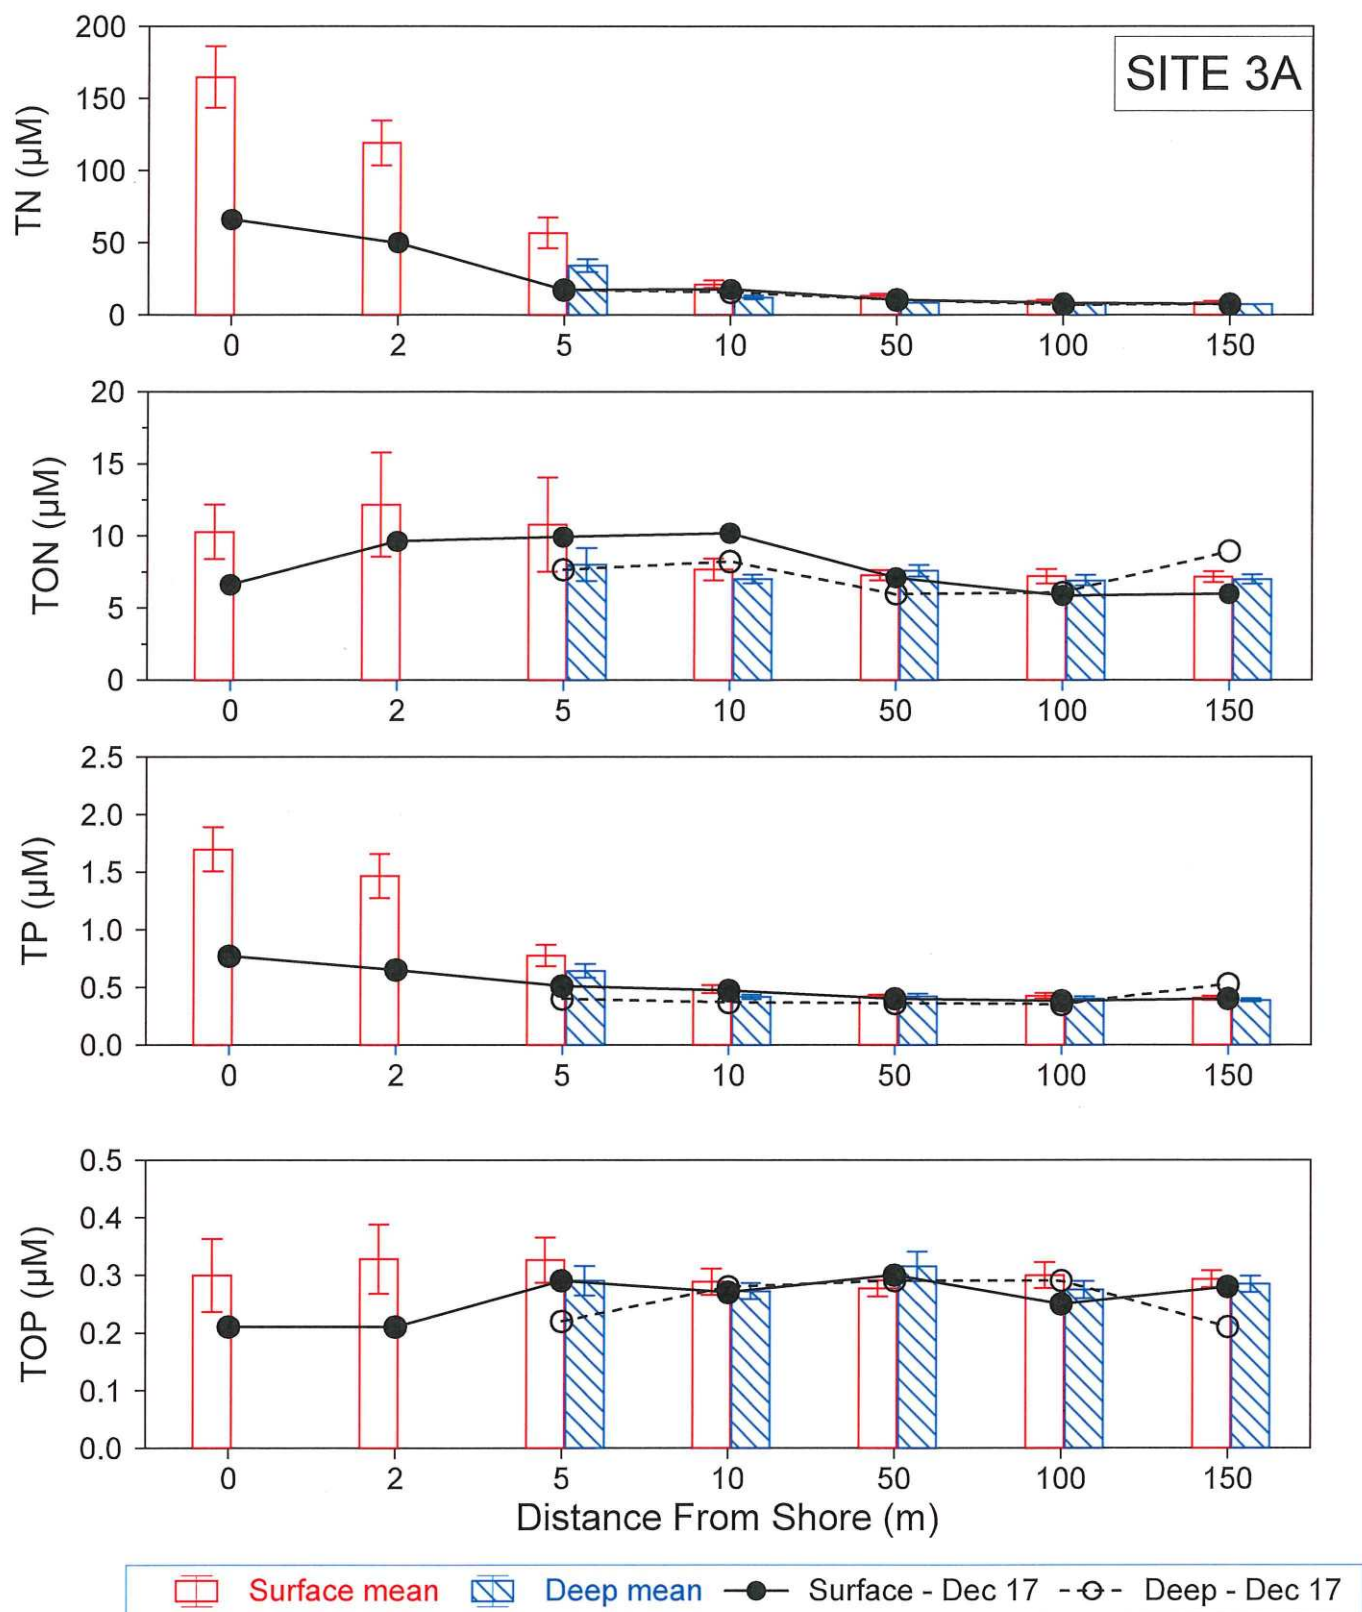 SITE 3A
TN (µM)
200
150
100
50
0
0 2 5 10 50 100 150
TON (µM)
20
15
10
5
0
0 2 5 10 50 100 150
TP (µM)
2.5
2.0
1.5
1.0
0.5
0.0
0 2 5 10 50 100 150
TOP (µM)
0.5
0.4
0.3
0.2
0.1
0.0
0 2 5 10 50 100 150
Distance From Shore (m)
Surface mean Deep mean Surface - Dec 17 Deep - Dec 17